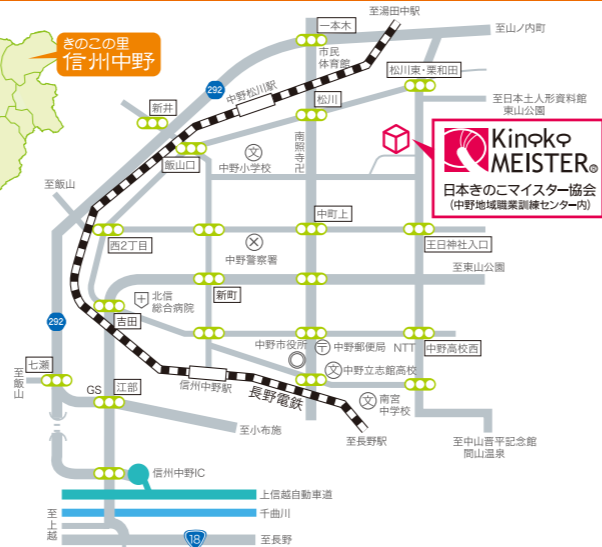 きのこの里
信州中野
至湯田中駅
一本木
至山ノ内町
市民
体育館
292
中野松川駅
松川東・栗和田
新井
松川
至日本土人形資料館
東山公園
南照寺卍
飯山口
文
中野小学校
Kinoko
MEISTER®
日本きのこマイスター協会
(中野地域職業訓練センター内)
至飯山
中町上
西2丁目
中野警察署
王日神社入口
至東山公園
北信
総合病院
新町
292
吉田
中野市役所
〒中野郵便局
NTT
中野高校西
七瀬
至飯山
文中野立志館高校
信州中野駅
GS
江部
長野電鉄
文
南宮
中学校
至小布施
至長野駅
至中山晋平記念館
間山温泉
信州中野IC
上信越自動車道
至上越
千曲川
18
至長野